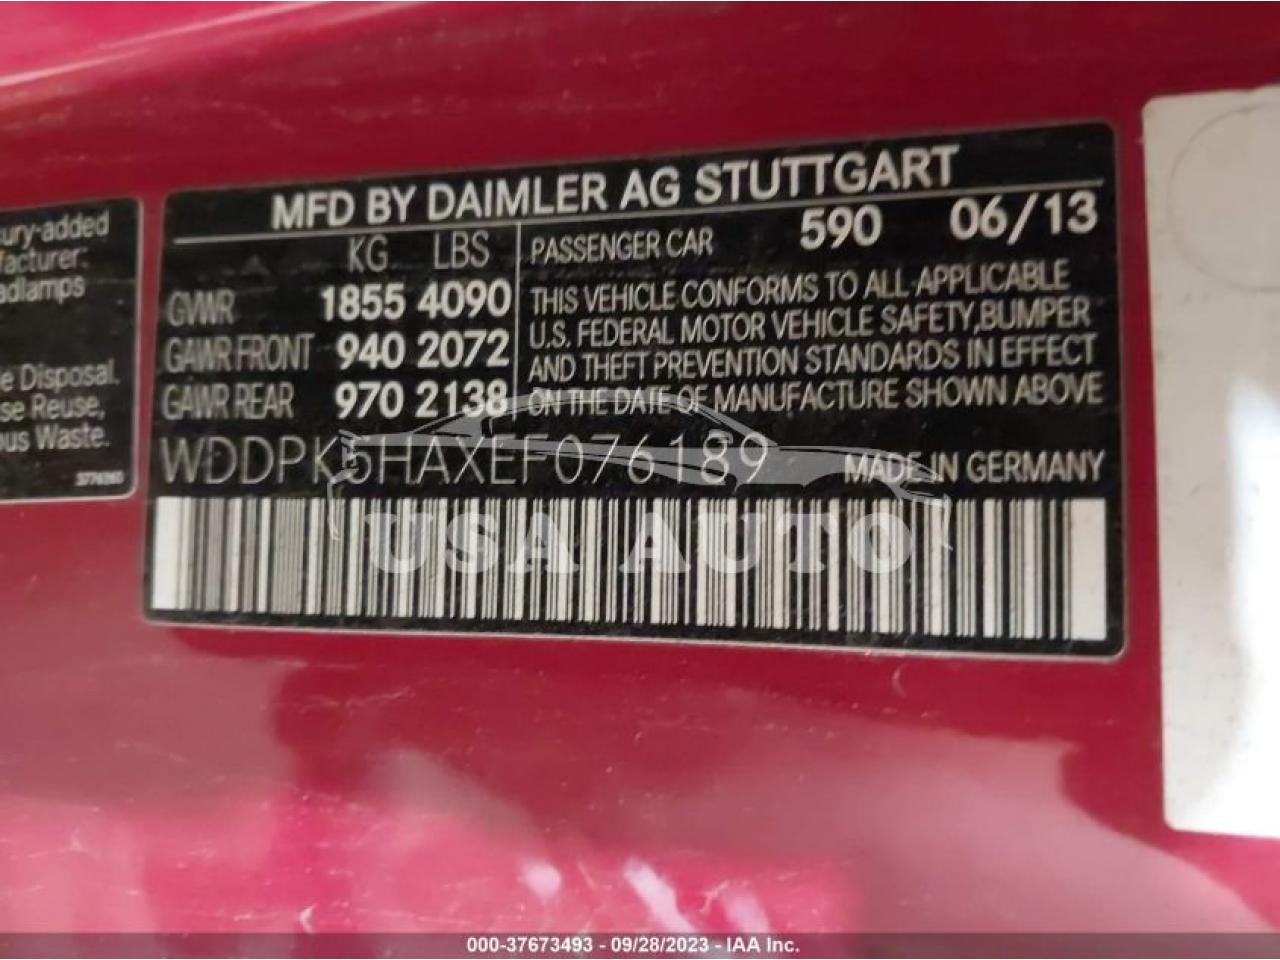 ury-added
facturer:
adlamps
e Disposal.
se Reuse,
ous Waste.
MFD BY DAIMLER AG STUTTGART
KG LBS
GVWR 1855 4090
GAWR FRONT 940 2072
GAWR REAR 970 2138
PASSENGER CAR 590 06/13
THIS VEHICLE CONFORMS TO ALL APPLICABLE
U.S. FEDERAL MOTOR VEHICLE SAFETY, BUMPER
AND THEFT PREVENTION STANDARDS IN EFFECT
ON THE DATE OF MANUFACTURE SHOWN ABOVE
WDDPK5HAXEF076189 MADE IN GERMANY
USA AUTO
000-37673493 - 09/28/2023 - IAA Inc.